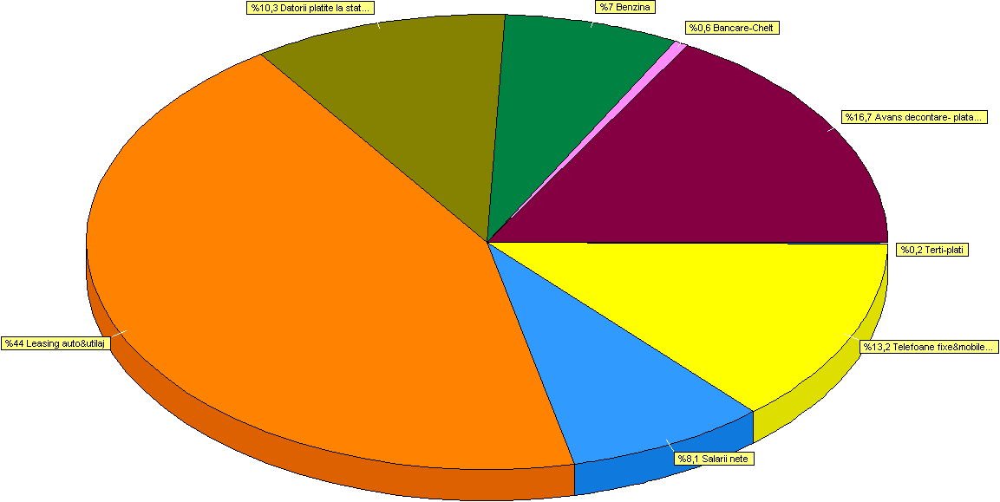 %10,3 Datorii platite la stat...
%7 Benzina
%0,6 Bancare-Chelt
%16,7 Avans decontare- plata...
%0,2 Terti-plati
%44 Leasing auto&utilaj
%13,2 Telefoane fixe&mobile...
%8,1 Salarii nete